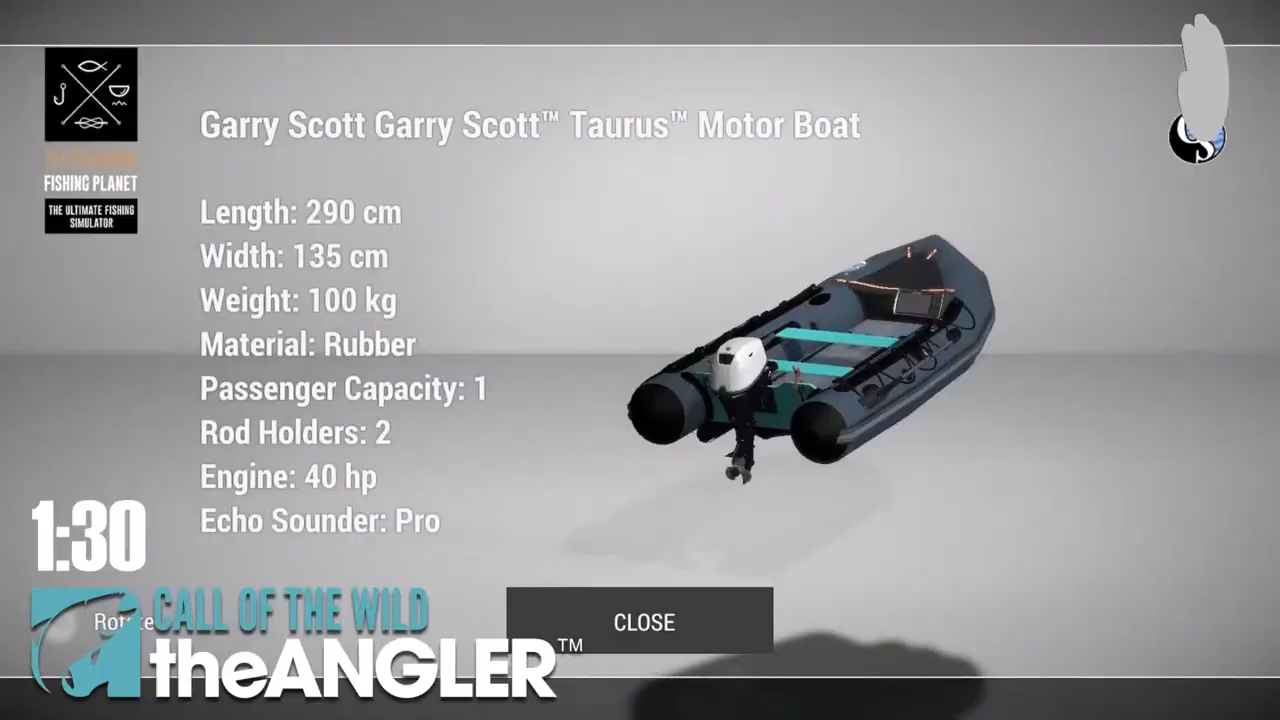 Garry Scott Garry Scott™ Taurus™ Motor Boat
FISHING PLANET
THE ULTIMATE FISHING
SIMULATOR
Length: 290 cm
Width: 135 cm
Weight: 100 kg
Material: Rubber
Passenger Capacity: 1
Rod Holders: 2
Engine: 40 hp
Echo Sounder: Pro
1:30
Rotate
CLOSE
CALL OF THE WILD
theANGLER™